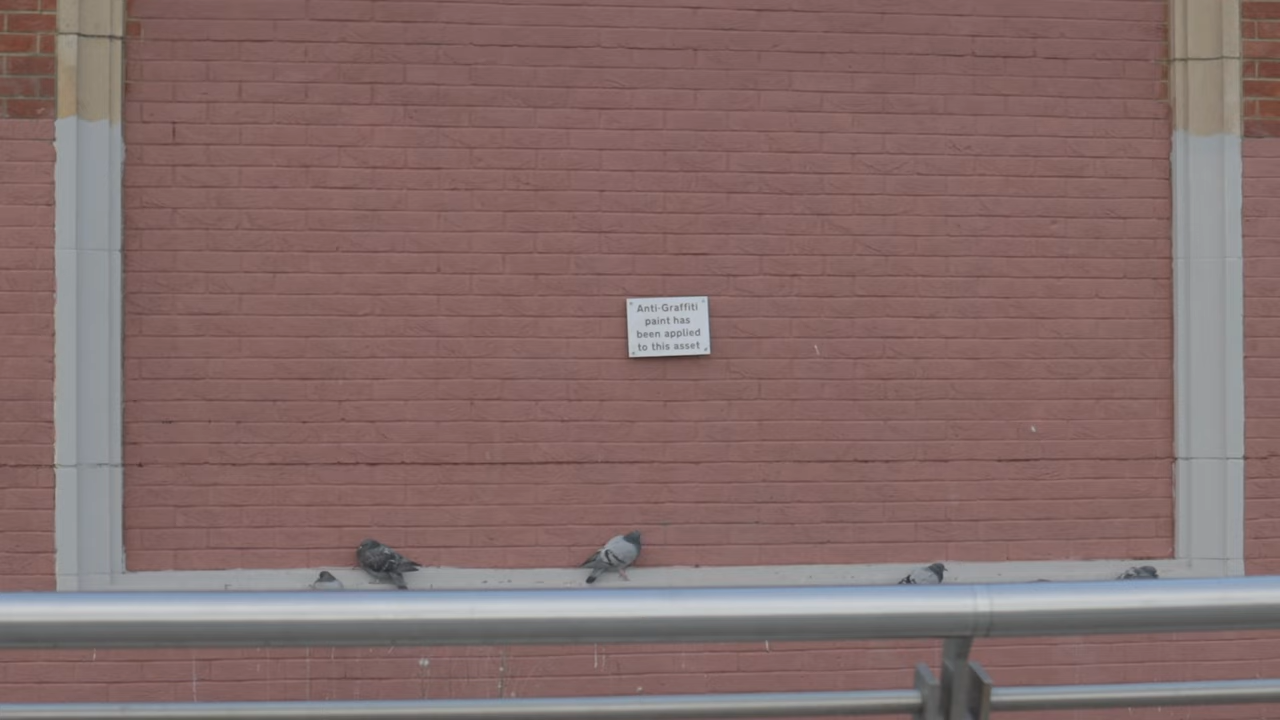 Anti-Graffiti
paint has
been applied
to this asset